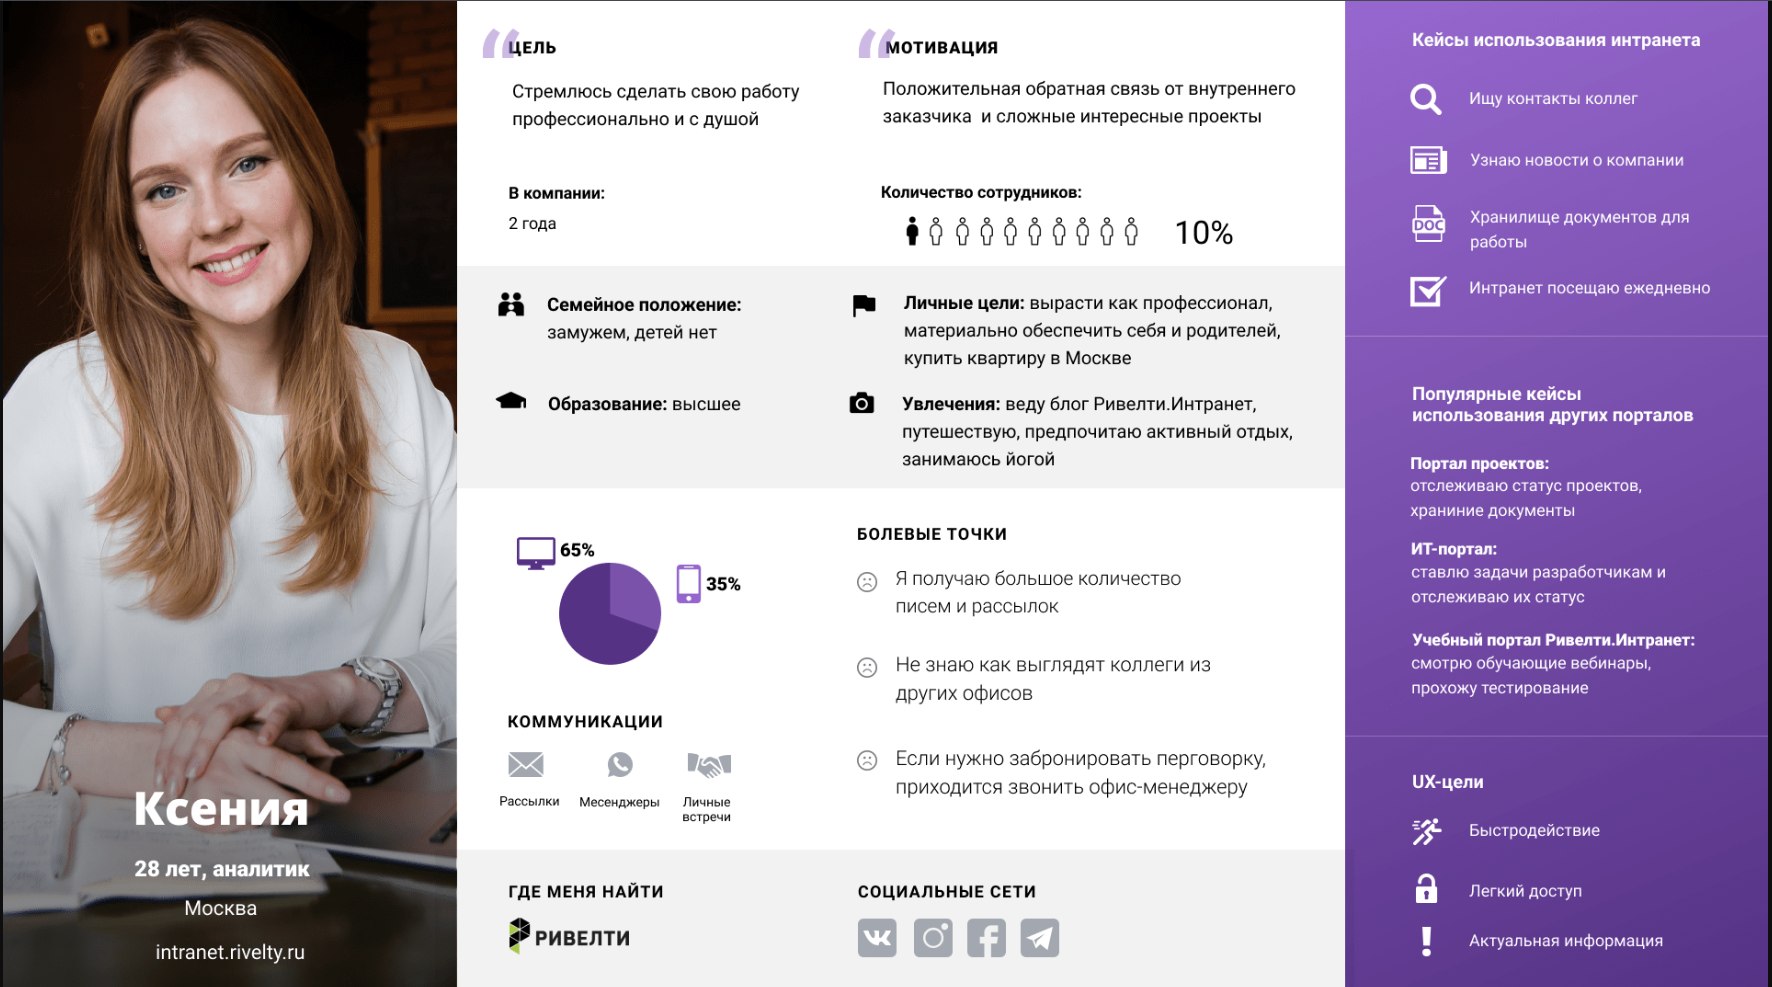 Ксения
28 лет, аналитик
Москва
intranet.rivelty.ru
ЦЕЛЬ
Стремлюсь сделать свою работу
профессионально и с душой
МОТИВАЦИЯ
Положительная обратная связь от внутреннего
заказчика и сложные интересные проекты
В компании:
2 года
Количество сотрудников:
10%
Семейное положение:
замужем, детей нет
Образование: высшее
Личные цели: вырасти как профессионал,
материально обеспечить себя и родителей,
купить квартиру в Москве
Увлечения: веду блог Ривелти.Интранет,
путешествую, предпочитаю активный отдых,
занимаюсь йогой
65%
35%
КОММУНИКАЦИИ
Рассылки
Месенджеры
Личные
встречи
БОЛЕВЫЕ ТОЧКИ
Я получаю большое количество
писем и рассылок
Не знаю как выглядят коллеги из
других офисов
Если нужно забронировать перговорку,
приходится звонить офис-менеджеру
ГДЕ МЕНЯ НАЙТИ
РИВЕЛТИ
СОЦИАЛЬНЫЕ СЕТИ
Кейсы использования интранета
Ищу контакты коллег
Узнаю новости о компании
DOC
Хранилище документов для
работы
Интранет посещаю ежедневно
Популярные кейсы
использования других порталов
Портал проектов:
отслеживаю статус проектов,
храниние документы
ИТ-портал:
ставлю задачи разработчикам и
отслеживаю их статус
Учебный портал Ривелти.Интранет:
смотрю обучающие вебинары,
прохожу тестирование
UX-цели
Быстродействие
Легкий доступ
Актуальная информация